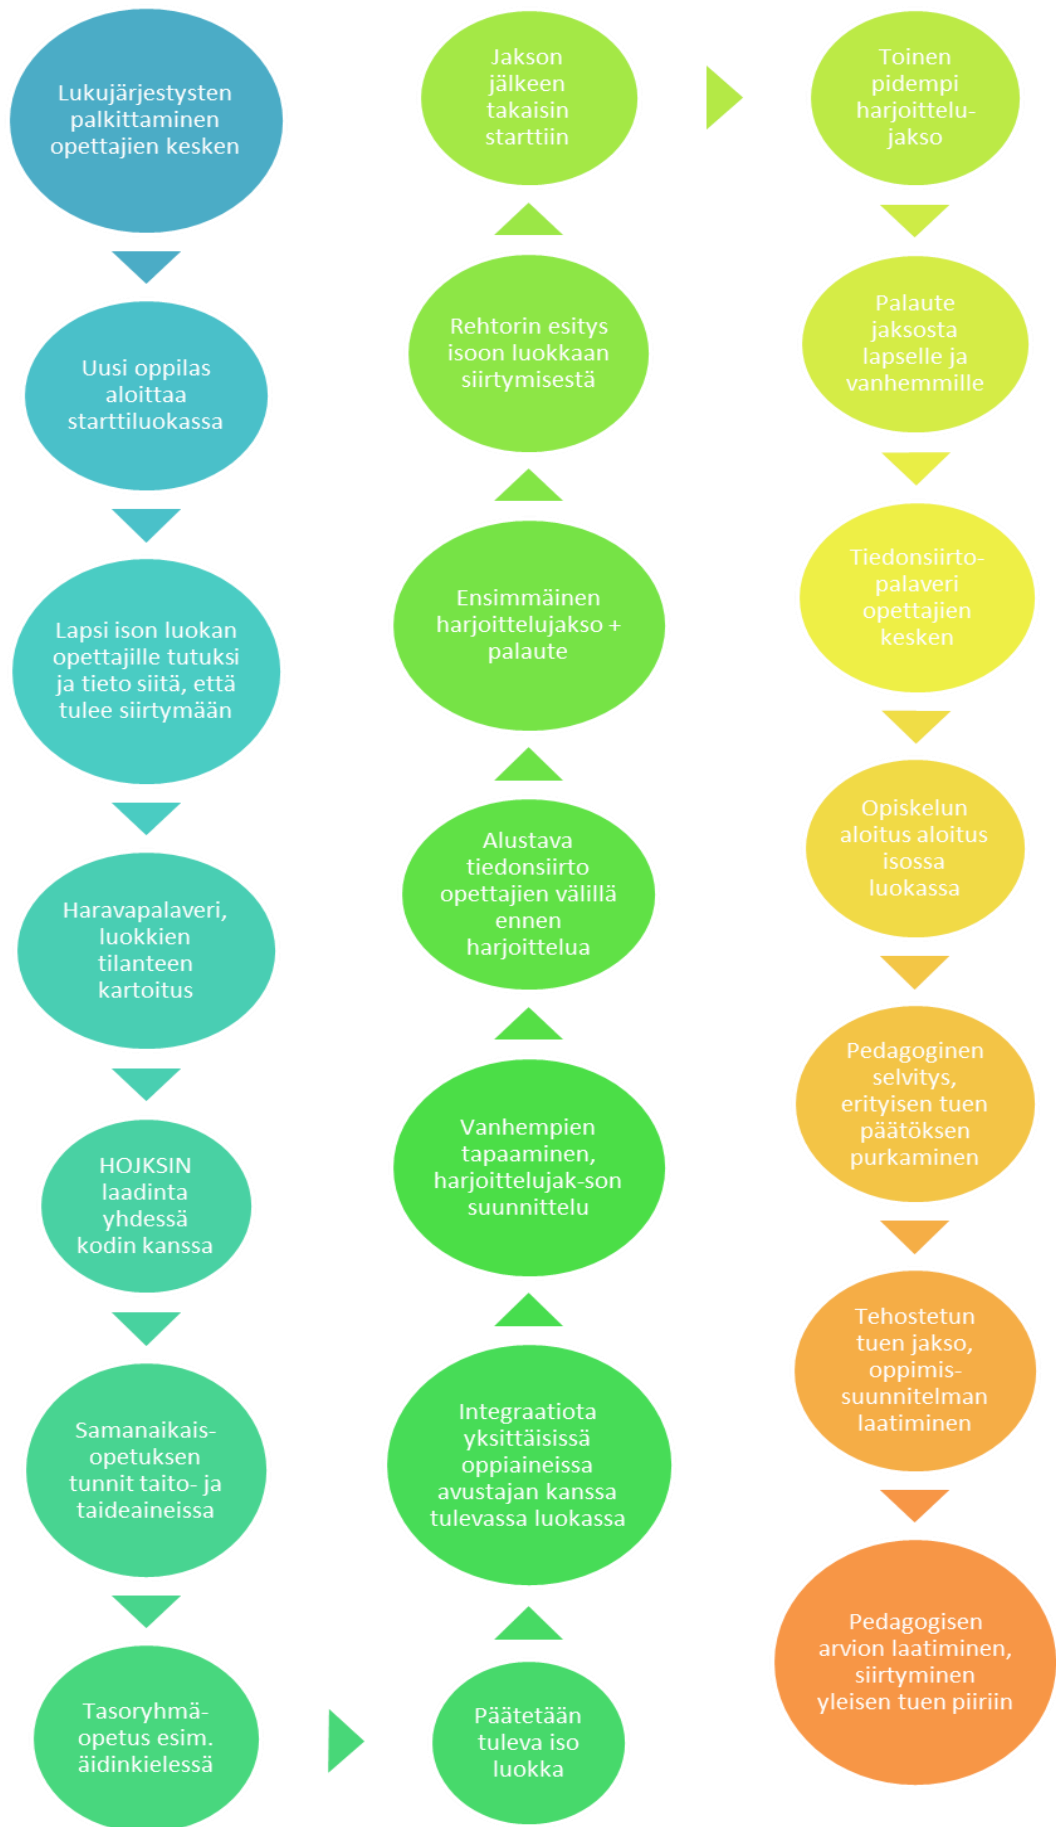 Lukujärjestysten
palkittaminen
opettajien kesken
Uusi oppilas
aloittaa
starttiluokassa
Lapsi ison luokan
opettajille tutuksi
ja tieto siitä, että
tulee siirtymään
Haravapalaveri,
luokkien
tilanteen
kartoitus
HOJKSIN
laadinta
yhdessä
kodin kanssa
Samanaikais-
opetuksen
tunnit taito- ja
taideaineissa
Tasoryhmä-
opetus esim.
äidinkielessä
Päätetään
tuleva iso
luokka
Integraatiota
yksittäisissä
oppiaineissa
avustajan kanssa
tulevassa luokassa
Vanhempien
tapaaminen,
harjoittelujak-son
suunnittelu
Alustava
tiedonsiirto
opettajien välillä
ennen
harjoittelua
Ensimmäinen
harjoittelujakso +
palaute
Rehtorin esitys
isoon luokkaan
siirtymisestä
Jakson
jälkeen
takaisin
starttiin
Toinen
pidempi
harjoittelu-
jakso
Palaute
jaksosta
lapselle ja
vanhemmille
Tiedonsiirto-
palaveri
opettajien
kesken
Opiskelun
aloitus aloitus
isossa
luokassa
Pedagoginen
selvitys,
erityisen tuen
päätöksen
purkaminen
Tehostetun
tuen jakso,
oppimis-
suunnitelman
laatiminen
Pedagogisen
arvion laatiminen,
siirtyminen
yleisen tuen piiriin